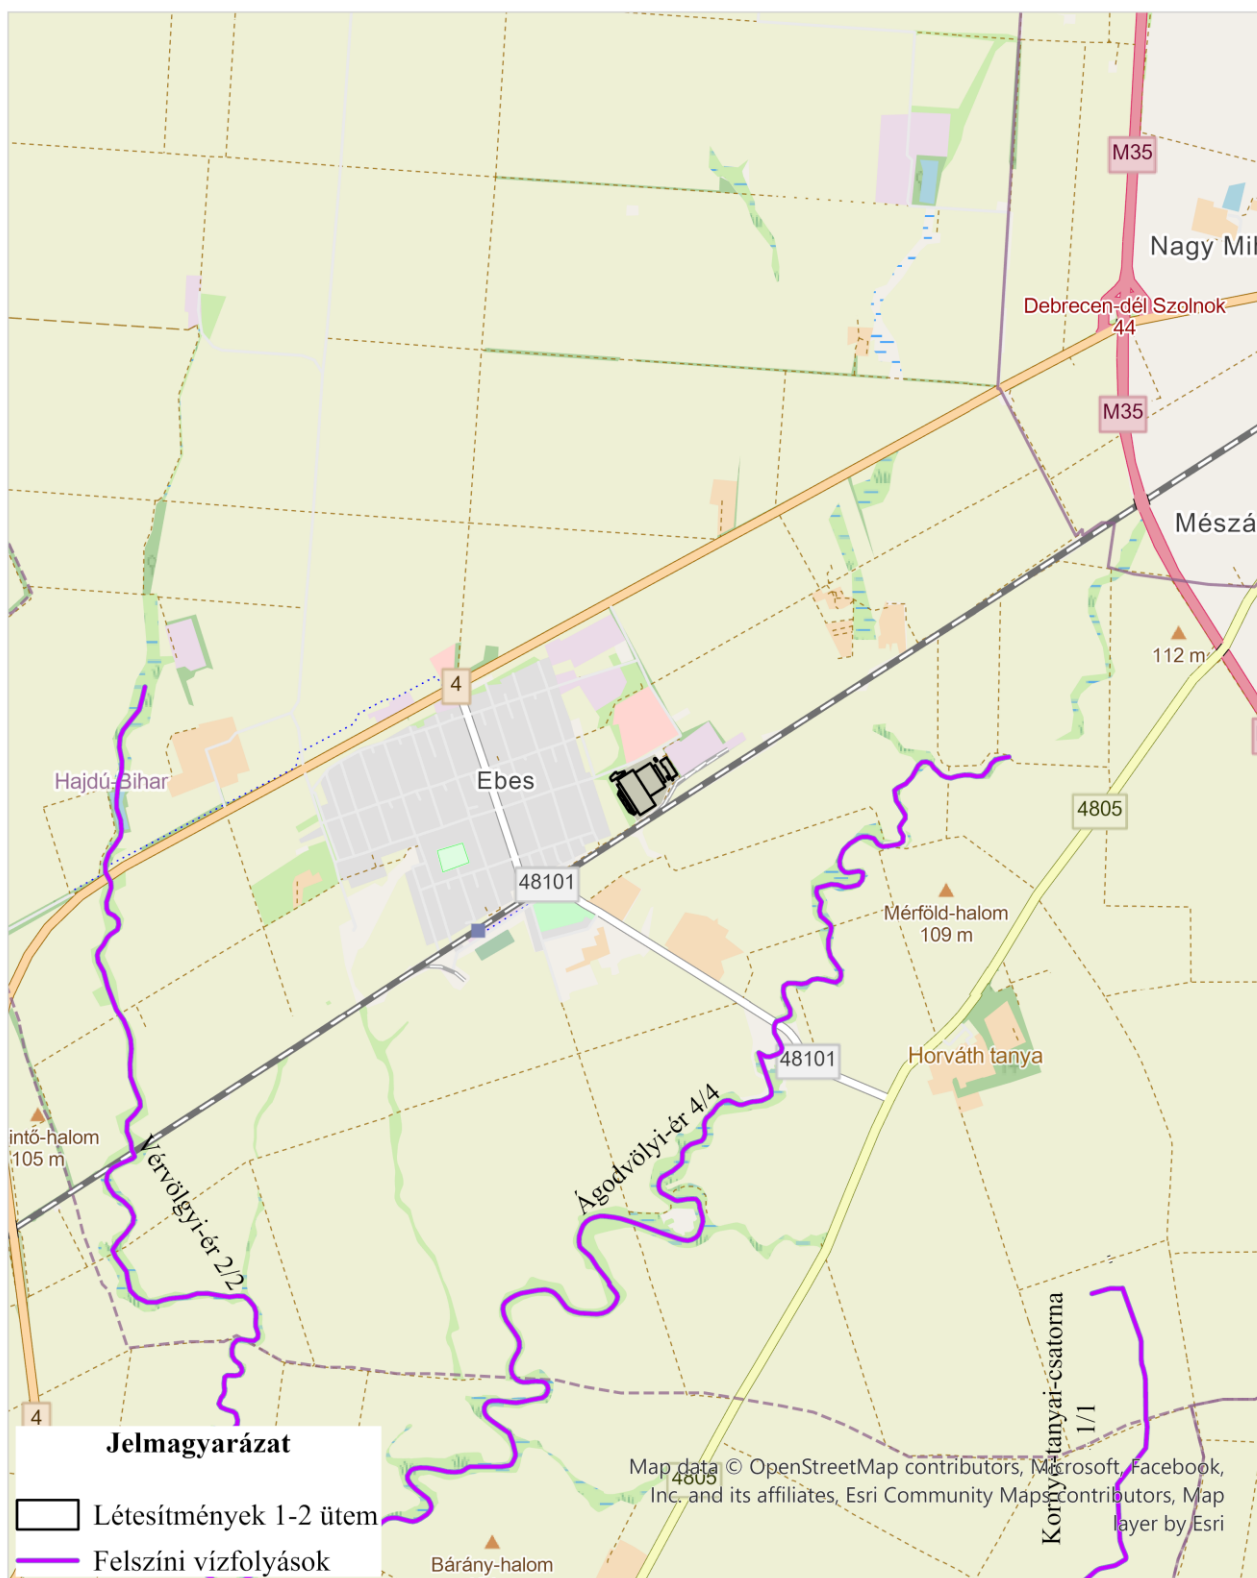 M35
Nagy Mih
Debrecen-dél Szolnok
44
M35
Mészá
112 m
4
Hajdú-Bihar
Ebes
4805
48101
Mérföld-halom
109 m
48101
Horváth tanya
intő-halom
105 m
Vérvölgyi-ér 2/2
Ágodvölyi-ér 4/4
Kornyé-tanyai-csatorna
1/1
4
4805
Jelmagyarázat
Létesítmények 1-2 ütem
Felszíni vízfolyások
Bárány-halom
Map data © OpenStreetMap contributors, Microsoft, Facebook,
Inc. and its affiliates, Esri Community Maps contributors, Map
layer by Esri